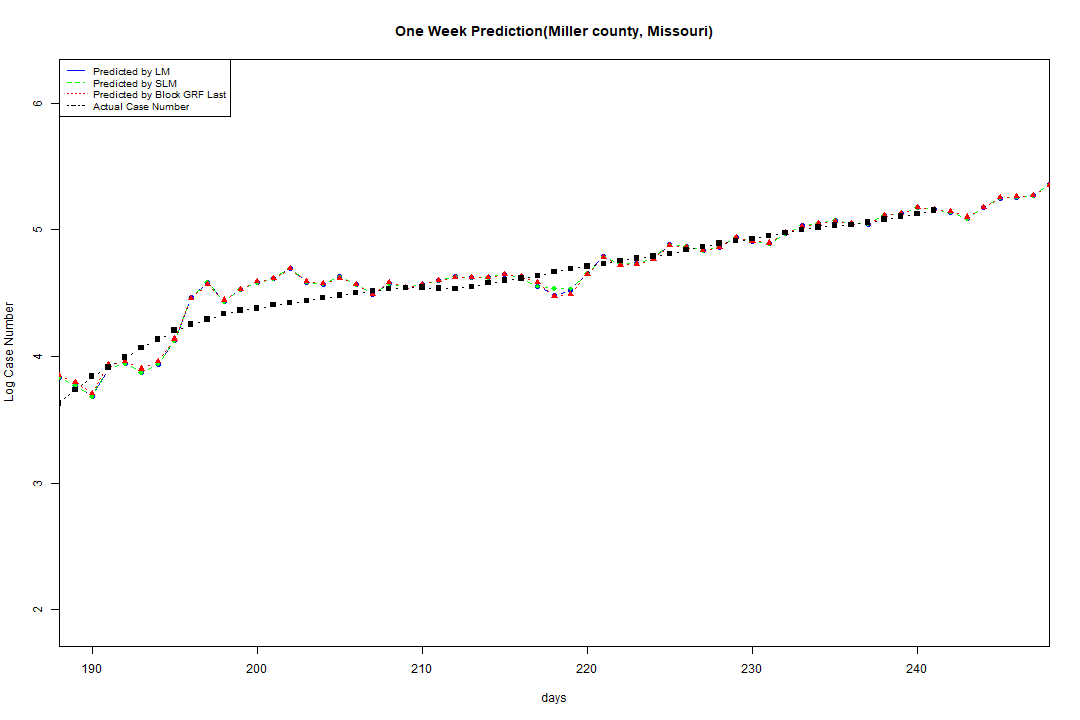 One Week Prediction(Miller county, Missouri)
Predicted by LM
Predicted by SLM
Predicted by Block GRF Last
Actual Case Number
6
5
4
3
2
Log Case Number
190 200 210 220 230 240
days